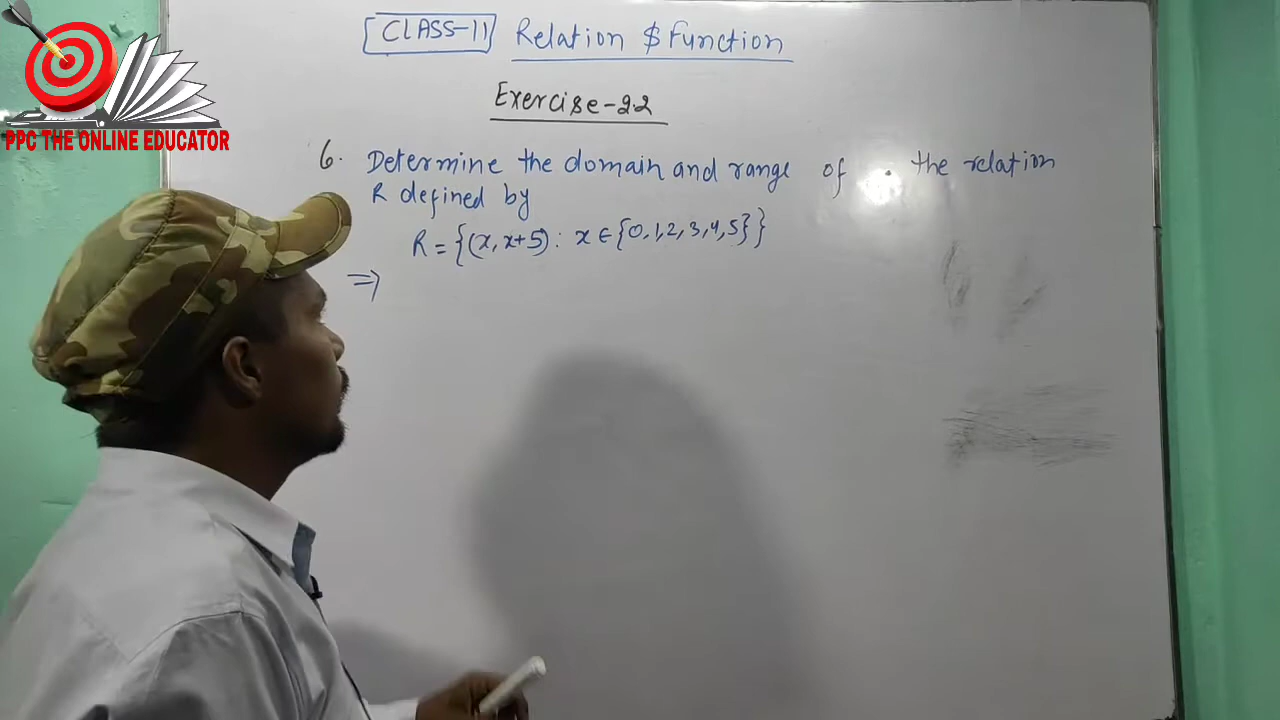 CLASS-11 Relation $ Function
Exercise-2.2
PPC THE ONLINE EDUCATOR
6. Determine the domain and range of the relation
R defined by
R = {(x, x+5) : x ∈ {0,1,2,3,4,5}}
⇒